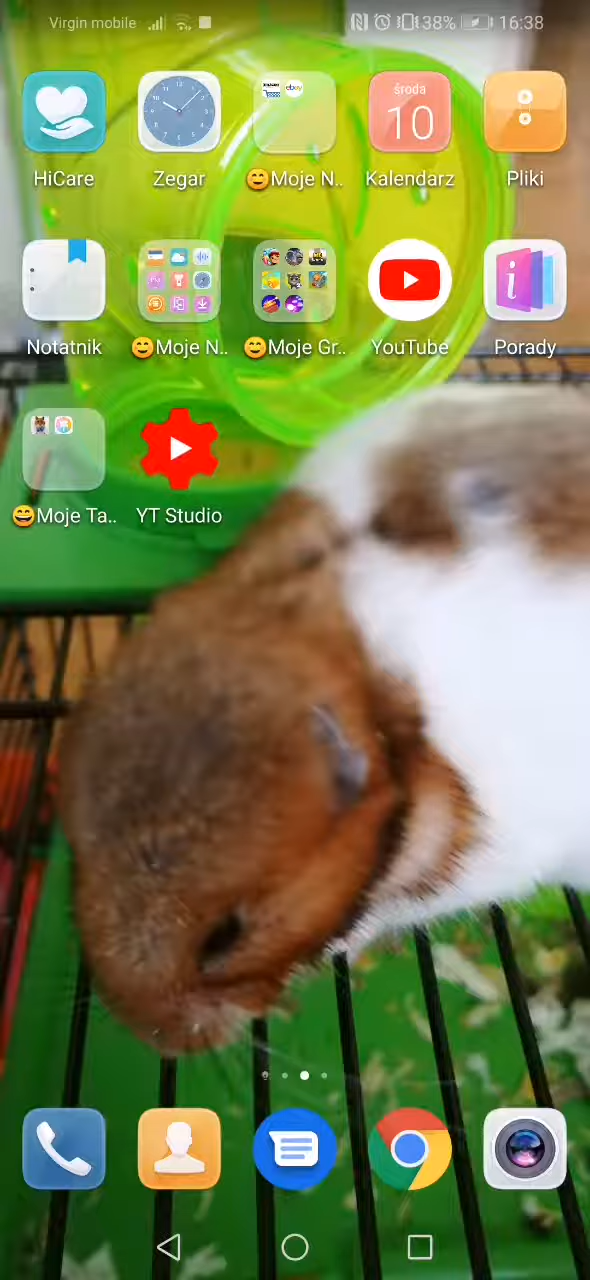 Virgin mobile 38% 16:38
środa
10
ebay
HiCare Zegar 😊Moje N.. Kalendarz Pliki
i
Notatnik 😊Moje N.. 😊Moje Gr.. YouTube Porady
😄Moje Ta.. YT Studio